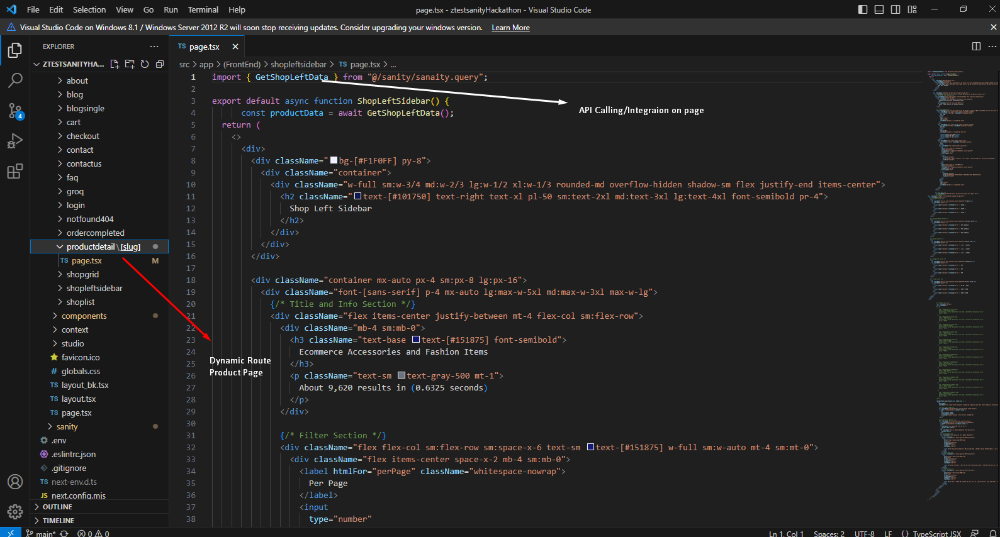 File Edit Selection View Go Run Terminal Help
page.tsx - ztestsanityHackathon - Visual Studio Code
Visual Studio Code on Windows 8.1 / Windows Server 2012 R2 will soon stop receiving updates. Consider upgrading your windows version. Learn More
EXPLORER
ZTESTSANITYHA...
about
blog
blogsingle
cart
checkout
contact
contactus
faq
groq
login
notfound404
ordercompleted
productdetail\[slug]
TS page.tsx M
shopgrid
shopleftsidebar
shoplist
components
context
studio
favicon.ico
# globals.css
TS layout_bk.tsx
TS layout.tsx
TS page.tsx
sanity
.env
.eslintrc.json
.gitignore
TS next-env.d.ts
JS next.config.mjs
OUTLINE
TIMELINE
4
TS page.tsx
src > app > (FrontEnd) > shopleftsidebar > TS page.tsx > ...
1 import { GetShopLeftData } from "@/sanity/sanaity.query";
2
3 export default async function ShopLeftSidebar() {
4 const productData = await GetShopLeftData();
5 return (
6 <>
7 <div>
8 <div className="bg-[#F1F0FF] py-8">
9 <div className="container">
10 <div className="w-full sm:w-3/4 md:w-2/3 lg:w-1/2 xl:w-1/3 rounded-md overflow-hidden shadow-sm flex justify-end items-center">
11 <h2 className="text-[#101750] text-right text-xl pl-50 sm:text-2xl md:text-3xl lg:text-4xl font-semibold pr-4">
12 Shop Left Sidebar
13 </h2>
14 </div>
15 </div>
16 </div>
17
18 <div className="container mx-auto px-4 sm:px-8 lg:px-16">
19 <div className="font-[sans-serif] p-4 mx-auto lg:max-w-5xl md:max-w-3xl max-w-lg">
20 {/* Title and Info Section */}
21 <div className="flex items-center justify-between mt-4 flex-col sm:flex-row">
22 <div className="mb-4 sm:mb-0">
23 <h3 className="text-base text-[#151875] font-semibold">
24 Ecommerce Accessories and Fashion Items
25 </h3>
26 <p className="text-sm text-gray-500 mt-1">
27 About 9,620 results in (0.6325 seconds)
28 </p>
29 </div>
30
31 {/* Filter Section */}
32 <div className="flex flex-col sm:flex-row sm:space-x-6 text-sm text-[#151875] w-full sm:w-auto mt-4 sm:mt-0">
33 <div className="flex items-center space-x-2 mb-4 sm:mb-0">
34 <label htmlFor="perPage" className="whitespace-nowrap">
35 Per Page
36 </label>
37 <input
38 type="number"
API Calling/Integraion on page
Dynamic Route
Product Page
main* 0 0
Ln 1, Col 1 Spaces: 2 UTF-8 LF {} TypeScript JSX